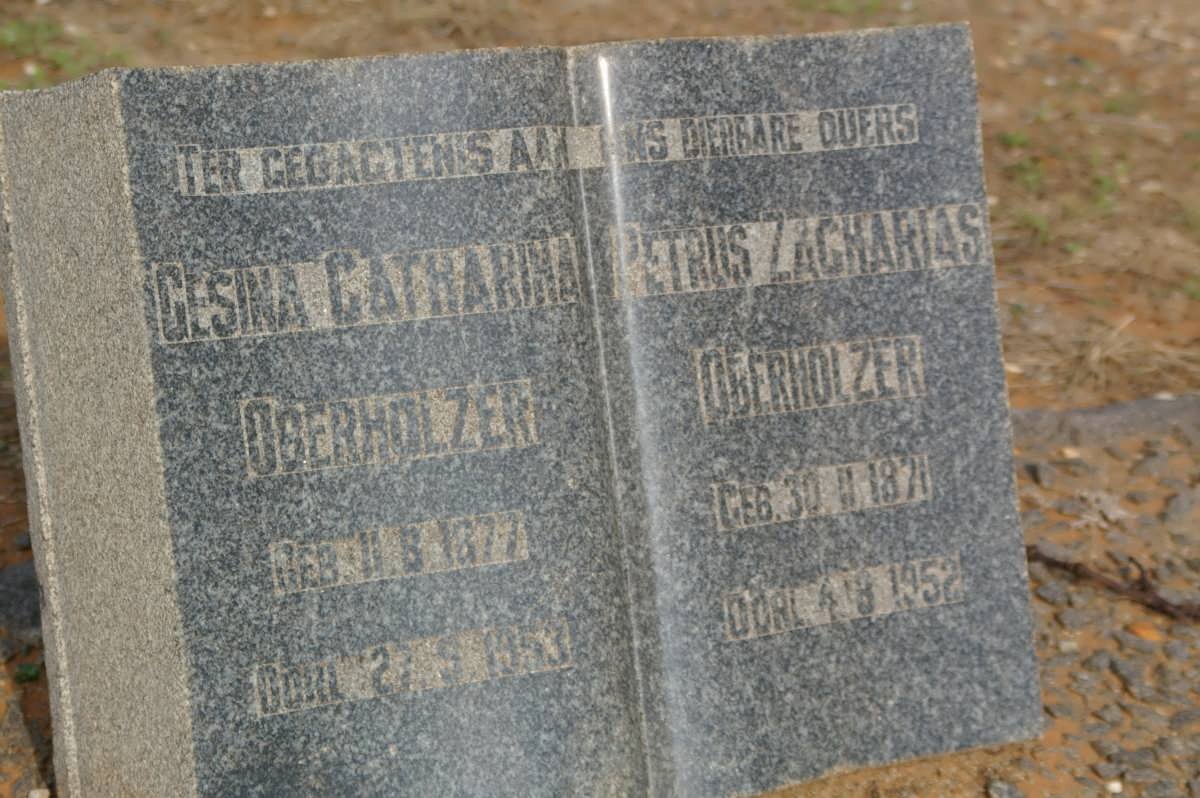 TER GEDAGTENIS AAN ONS DIERBARE OUERS
GESINA CATHARINA
OBERHOLZER
GEB. 11 8 1877
OORL 27 5 1953
PETRUS ZACHARIAS
OBERHOLZER
GEB. 30 11 1871
OORL 4 8 1952